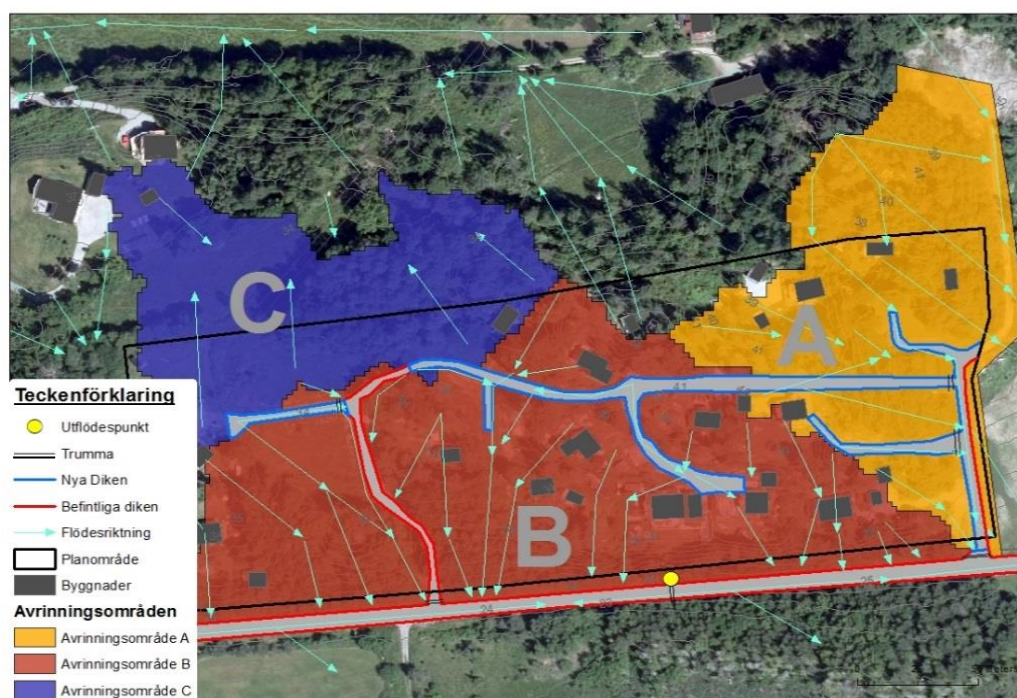 C
A
B
41
24
25
Teckenförklaring
Utflödespunkt
Trumma
Nya Diken
Befintliga diken
Flödesriktning
Planområde
Byggnader
Avrinningsområden
Avrinningsområde A
Avrinningsområde B
Avrinningsområde C